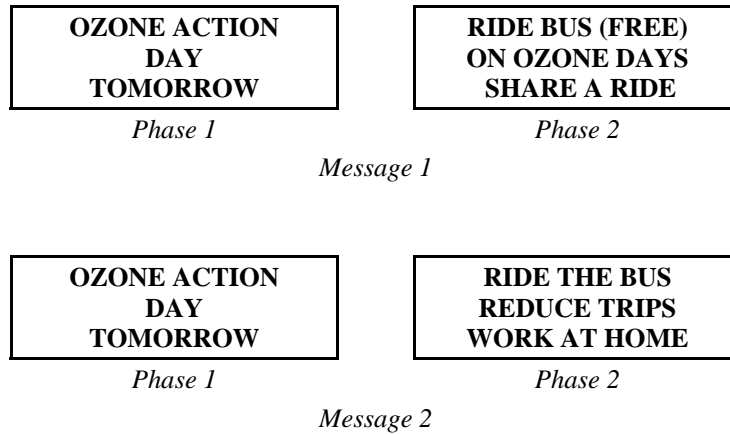 OZONE ACTION
DAY
TOMORROW
RIDE BUS (FREE)
ON OZONE DAYS
SHARE A RIDE
Phase 1
Phase 2
Message 1
OZONE ACTION
DAY
TOMORROW
RIDE THE BUS
REDUCE TRIPS
WORK AT HOME
Phase 1
Phase 2
Message 2